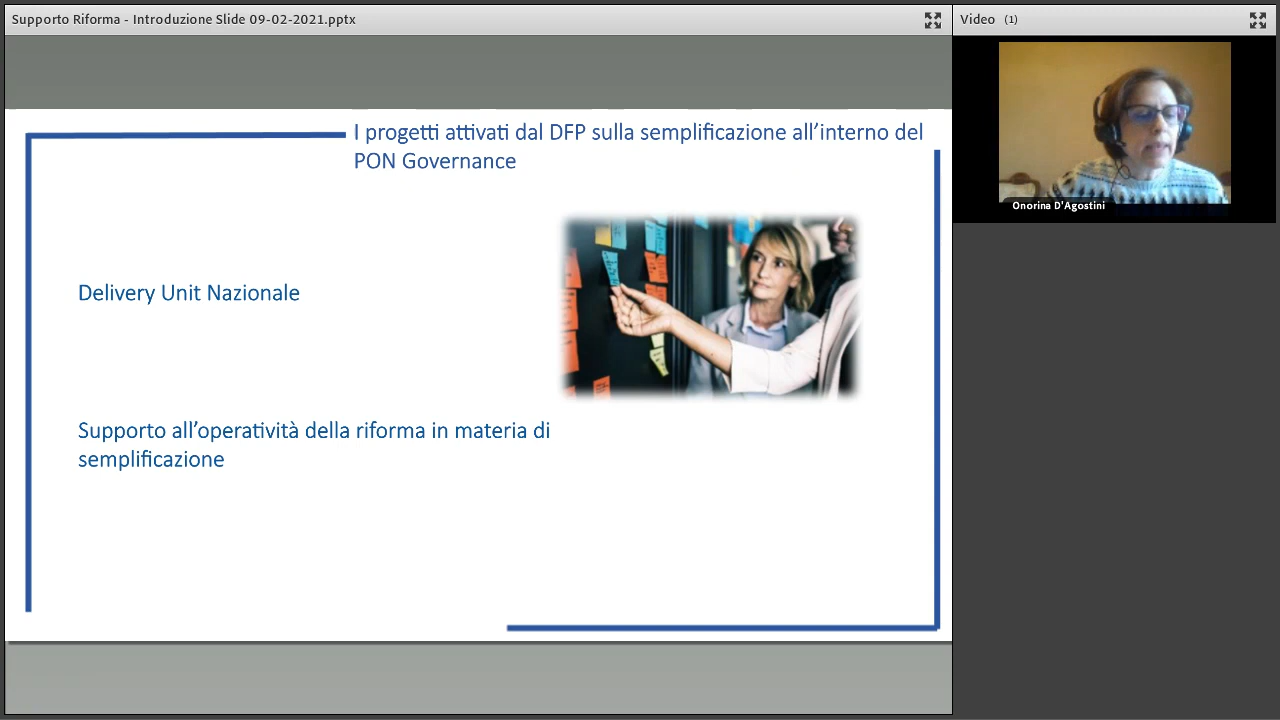 Supporto Riforma - Introduzione Slide 09-02-2021.pptx
Video (1)
Onorina D'Agostini
I progetti attivati dal DFP sulla semplificazione all’interno del
PON Governance
Delivery Unit Nazionale
Supporto all’operatività della riforma in materia di
semplificazione